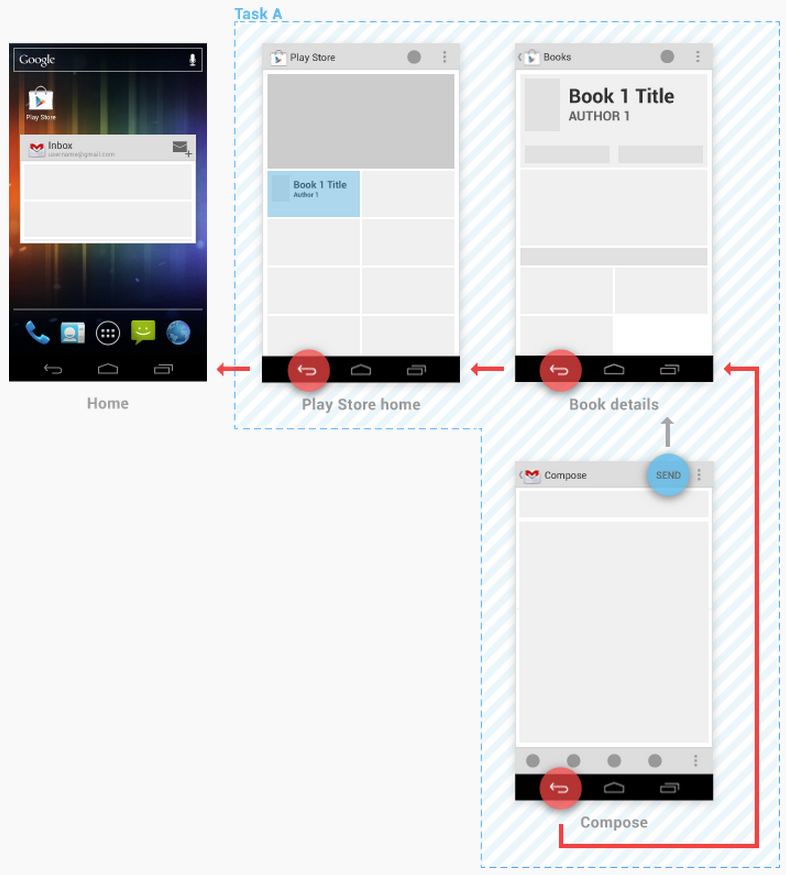 Task A
Google
Play Store
Inbox
username@gmail.com
Home
Play Store
Book 1 Title
Author 1
Play Store home
Books
Book 1 Title
AUTHOR 1
Book details
Compose
SEND
Compose